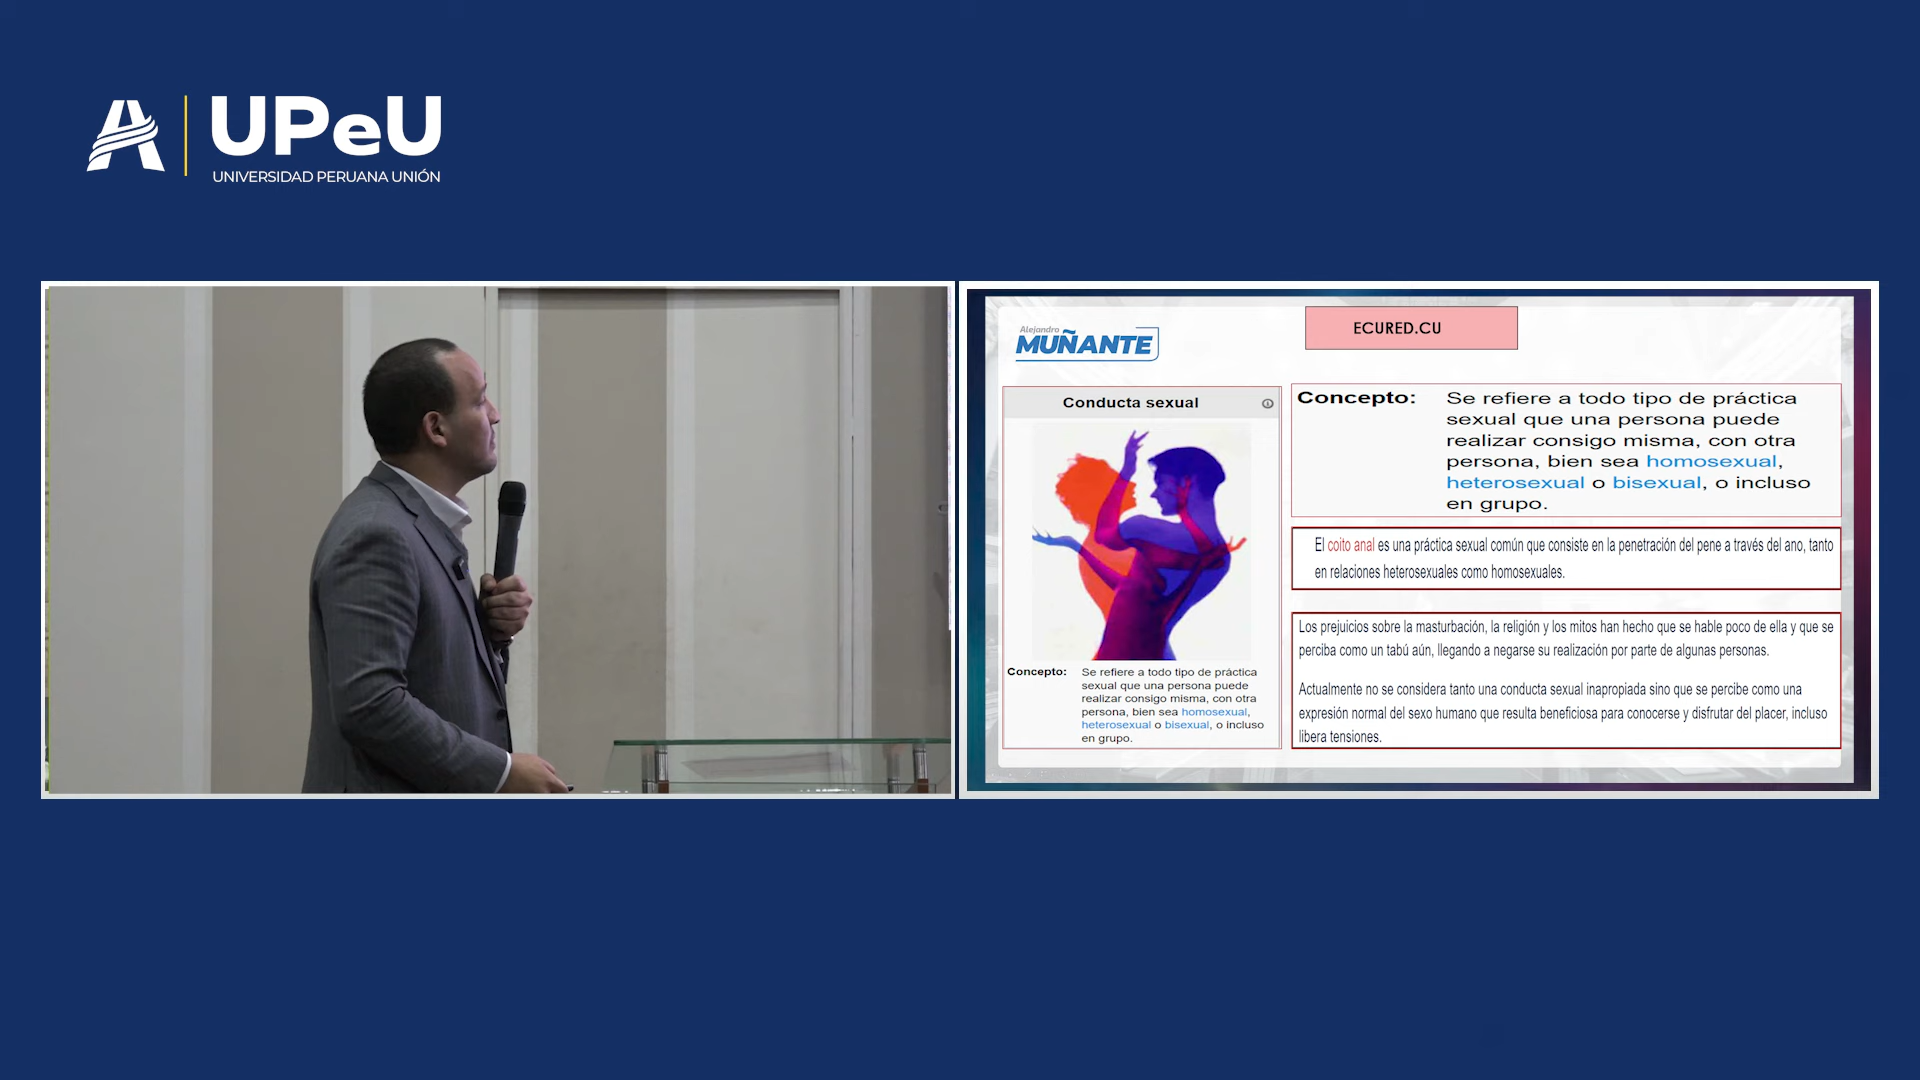 UPeU
UNIVERSIDAD PERUANA UNIÓN
Alejandro
MUÑANTE
ECURED.CU
Conducta sexual
Concepto: Se refiere a todo tipo de práctica
sexual que una persona puede
realizar consigo misma, con otra
persona, bien sea homosexual,
heterosexual o bisexual, o incluso
en grupo.
Concepto: Se refiere a todo tipo de práctica
sexual que una persona puede
realizar consigo misma, con otra
persona, bien sea homosexual,
heterosexual o bisexual, o incluso
en grupo.
El coito anal es una práctica sexual común que consiste en la penetración del pene a través del ano, tanto
en relaciones heterosexuales como homosexuales.
Los prejuicios sobre la masturbación, la religión y los mitos han hecho que se hable poco de ella y que se
perciba como un tabú aún, llegando a negarse su realización por parte de algunas personas.
Actualmente no se considera tanto una conducta sexual inapropiada sino que se percibe como una
expresión normal del sexo humano que resulta beneficiosa para conocerse y disfrutar del placer, incluso
libera tensiones.